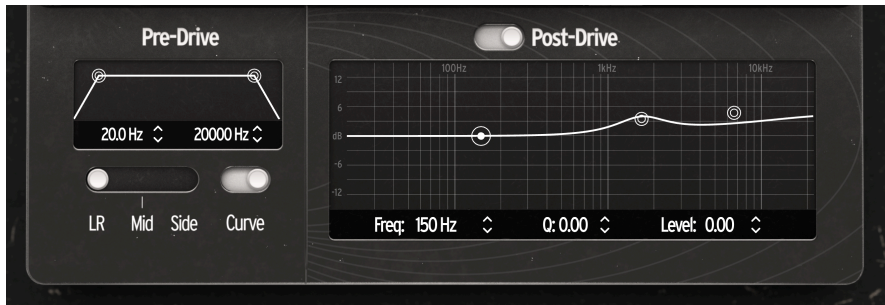 Pre-Drive
20.0 Hz 20000 Hz
LR Mid Side Curve
Post-Drive
100Hz 1kHz 10kHz
12
6
dB
-6
-12
Freq: 150 Hz Q: 0.00 Level: 0.00